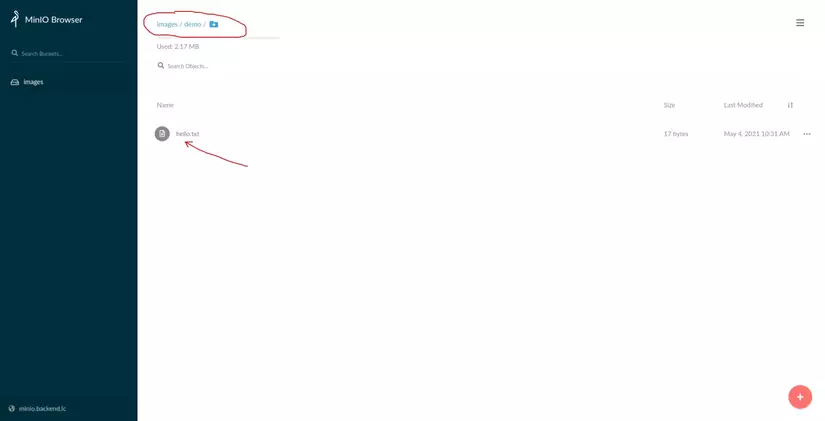 MinIO Browser
Search Buckets...
images
minio.backend.lc
images / demo /
Used: 2.17 MB
Search Objects...
Name Size Last Modified
hello.txt 17 bytes May 4, 2021 10:31 AM